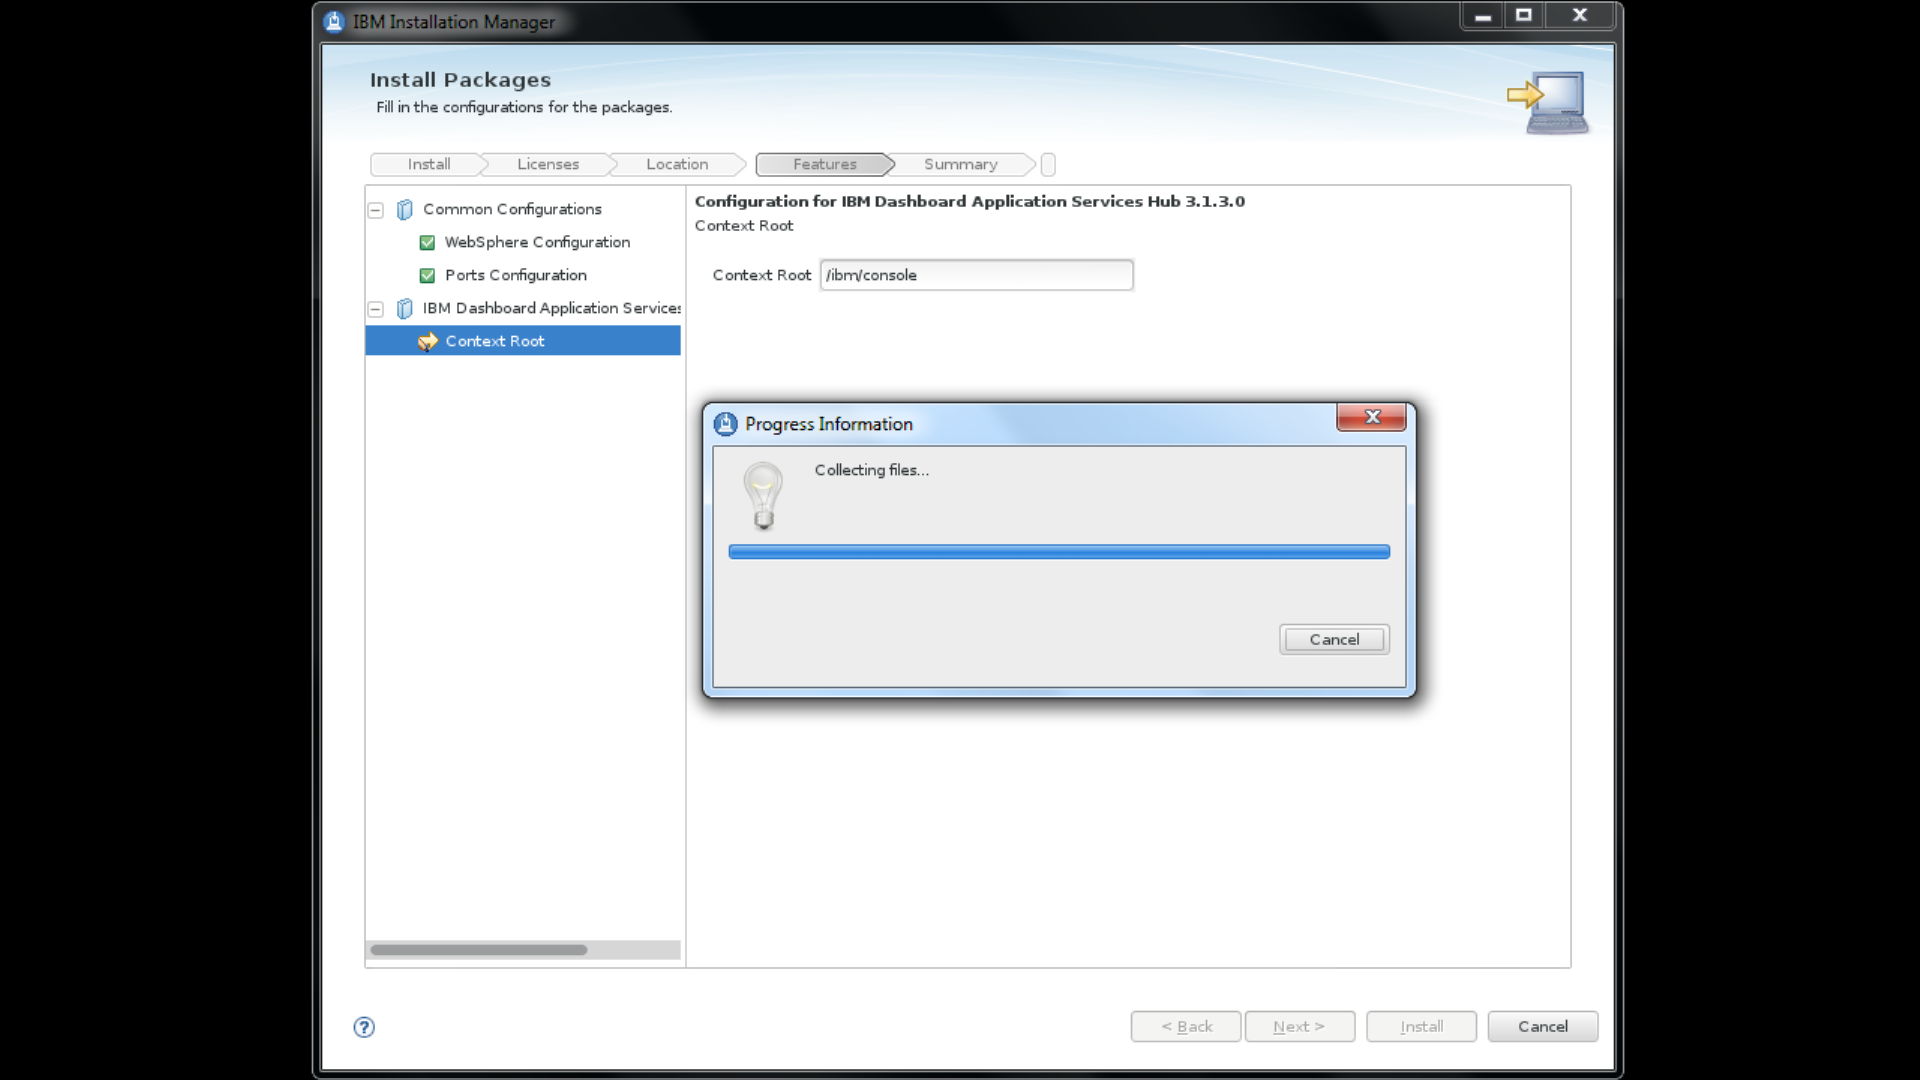 IBM Installation Manager
Install Packages
Fill in the configurations for the packages.
Install
Licenses
Location
Features
Summary
Common Configurations
WebSphere Configuration
Ports Configuration
IBM Dashboard Application Services
Context Root
Configuration for IBM Dashboard Application Services Hub 3.1.3.0
Context Root
Context Root /ibm/console
Progress Information
Collecting files...
Cancel
?
< Back
Next >
Install
Cancel